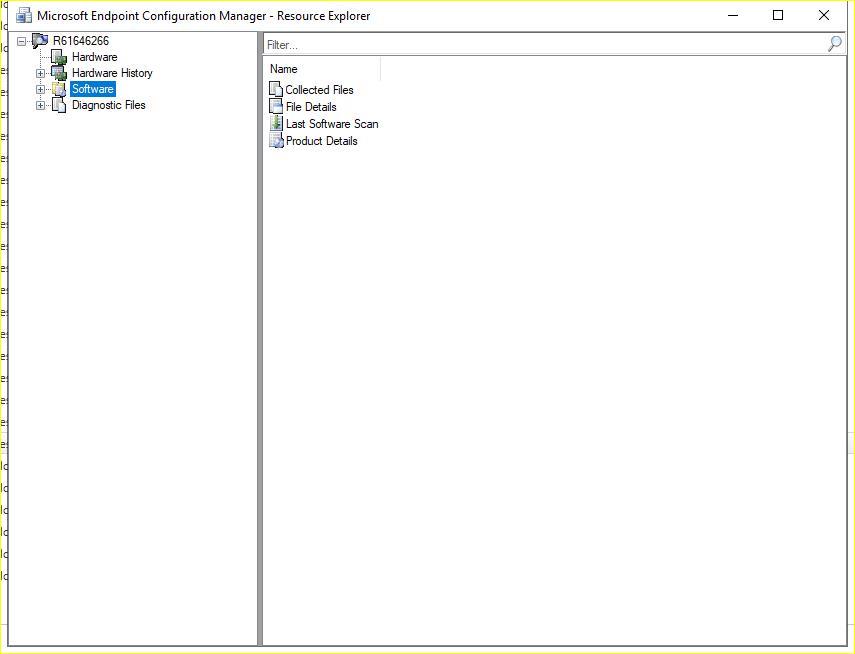 Microsoft Endpoint Configuration Manager - Resource Explorer
R61646266
Hardware
Hardware History
Software
Diagnostic Files
Filter...
Name
Collected Files
File Details
Last Software Scan
Product Details